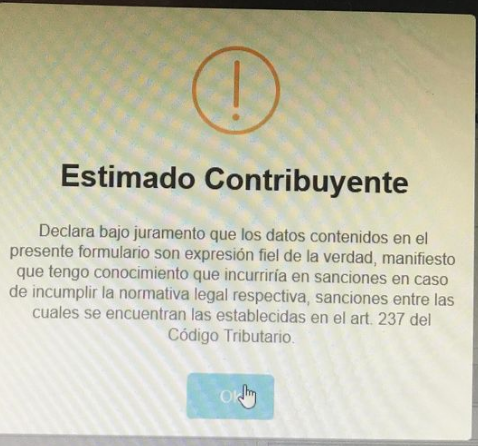 Estimado Contribuyente
Declara bajo juramento que los datos contenidos en el
presente formulario son expresión fiel de la verdad, manifiesto
que tengo conocimiento que incurriría en sanciones en caso
de incumplir la normativa legal respectiva, sanciones entre las
cuales se encuentran las establecidas en el art. 237 del
Código Tributario.
OK